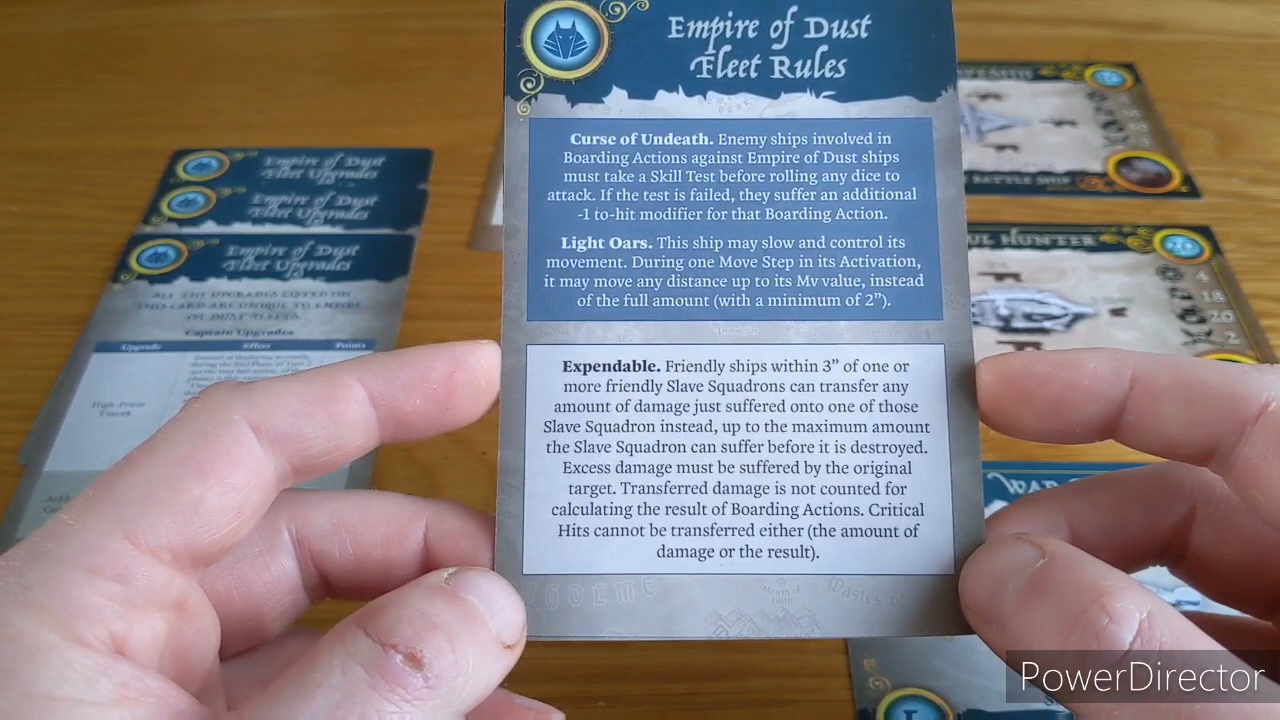 Empire of Dust
Fleet Rules
Curse of Undeath. Enemy ships involved in
Boarding Actions against Empire of Dust ships
must take a Skill Test before rolling any dice to
attack. If the test is failed, they suffer an additional
-1 to-hit modifier for that Boarding Action.
Light Oars. This ship may slow and control its
movement. During one Move Step in its Activation,
it may move any distance up to its Mv value, instead
of the full amount (with a minimum of 2”).
Expendable. Friendly ships within 3” of one or
more friendly Slave Squadrons can transfer any
amount of damage just suffered onto one of those
Slave Squadron instead, up to the maximum amount
the Slave Squadron can suffer before it is destroyed.
Excess damage must be suffered by the original
target. Transferred damage is not counted for
calculating the result of Boarding Actions. Critical
Hits cannot be transferred either (the amount of
damage or the result).
Empire of Dust
Fleet Upgrades
Empire of Dust
Fleet Upgrades
Empire of Dust
Fleet Upgrades
ALL THE UPGRADES LISTED ON
THIS CARD ARE UNIQUE TO EMPIRE
OF DUST FLEETS.
Captain Upgrades
Upgrade Effect Points
High-Priest
HUNTER
4
18
20
2
PowerDirector